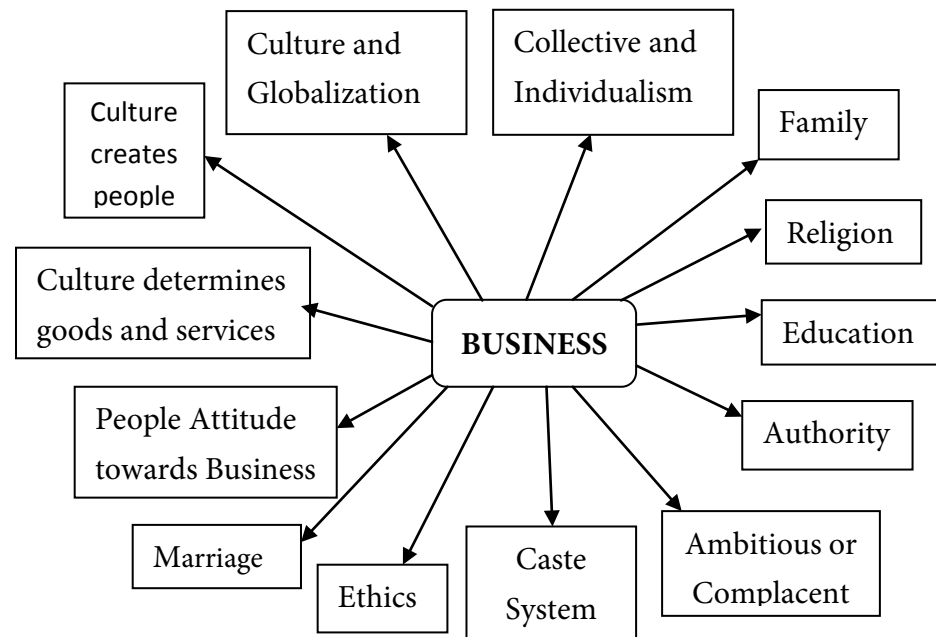 Culture and
Globalization
Collective and
Individualism
Culture
creates
people
Family
Religion
Culture determines
goods and services
BUSINESS
Education
People Attitude
towards Business
Authority
Marriage
Ethics
Caste
System
Ambitious or
Complacent